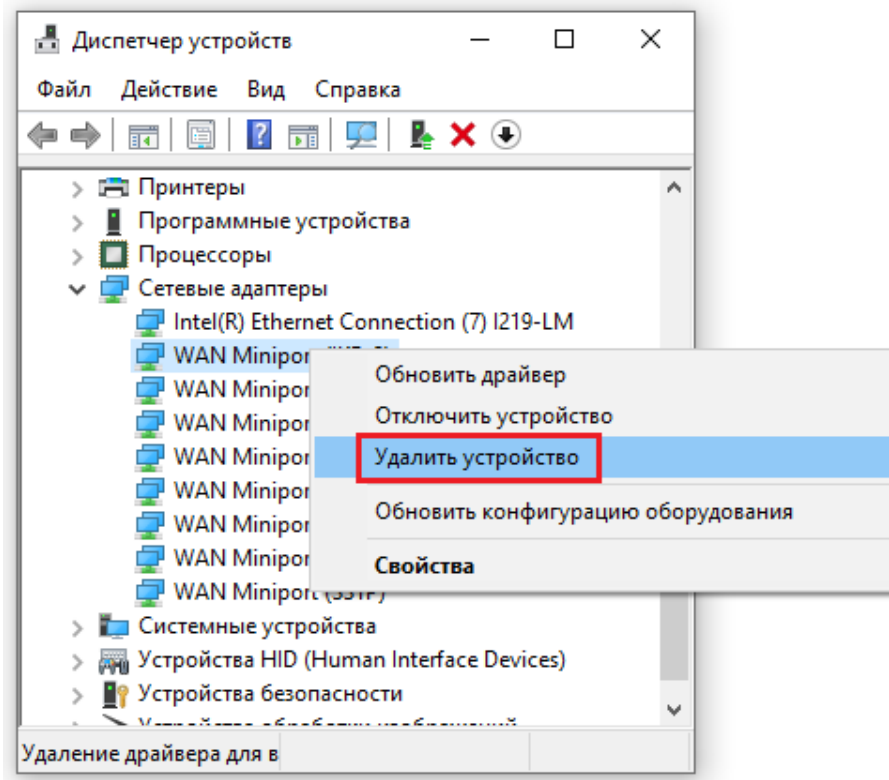 Диспетчер устройств
Файл Действие Вид Справка
Принтеры
Программные устройства
Процессоры
Сетевые адаптеры
Intel(R) Ethernet Connection (7) I219-LM
WAN Minipor
WAN Minipor
WAN Minipor
WAN Minipor
WAN Minipor
WAN Minipor
WAN Minipor
WAN Miniport
Системные устройства
Устройства HID (Human Interface Devices)
Устройства безопасности
Обновить драйвер
Отключить устройство
Удалить устройство
Обновить конфигурацию оборудования
Свойства
Удаление драйвера для в